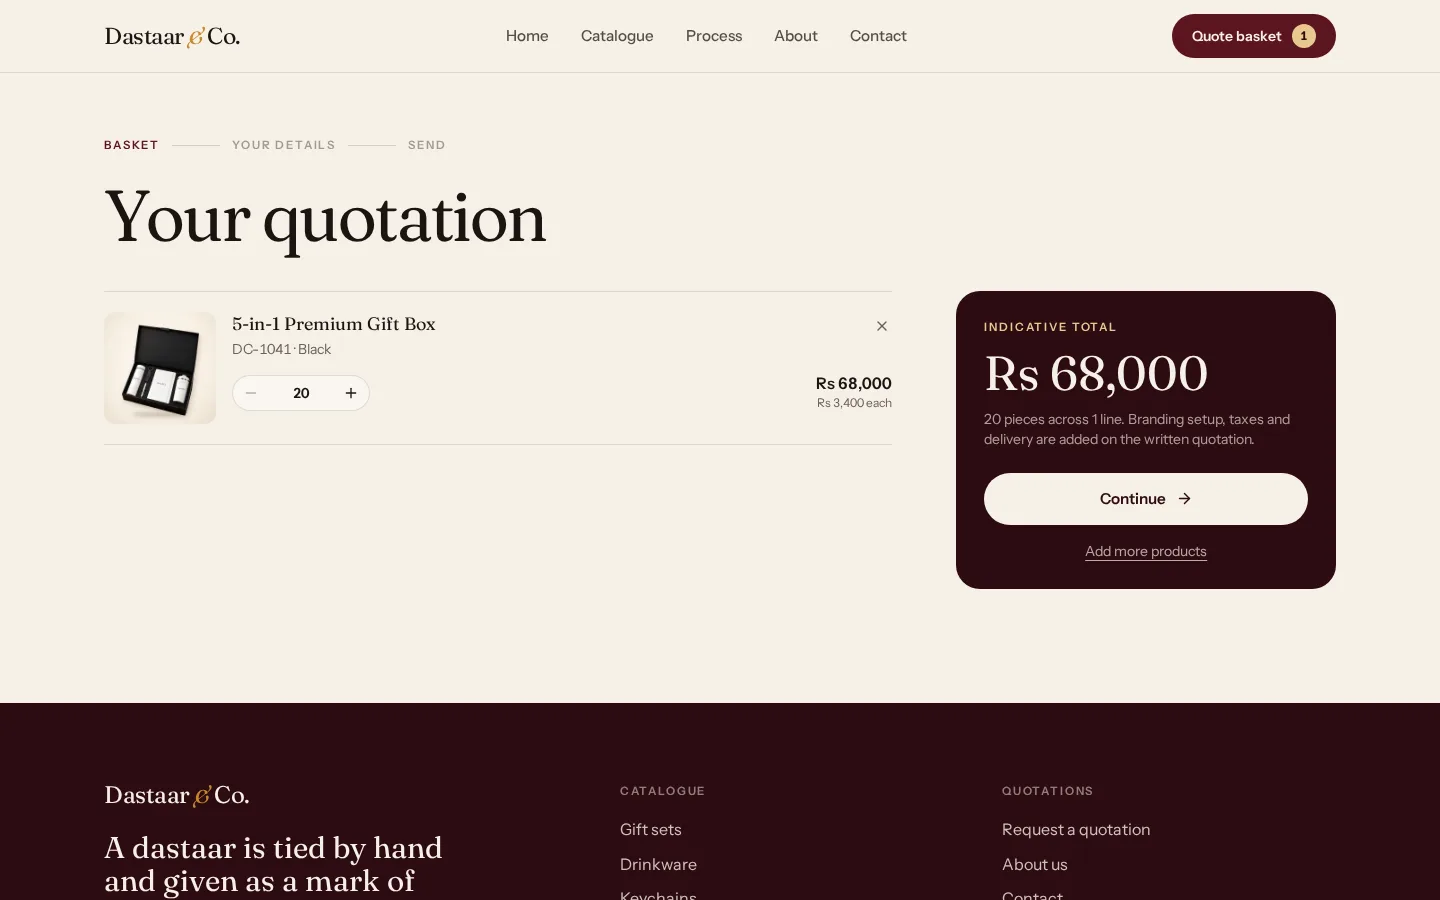 Dastaar & Co.
Home
Catalogue
Process
About
Contact
Quote basket 1
BASKET
YOUR DETAILS
SEND
Your quotation
5-in-1 Premium Gift Box
DC-1041 · Black
20
Rs 68,000
Rs 3,400 each
INDICATIVE TOTAL
Rs 68,000
20 pieces across 1 line. Branding setup, taxes and
delivery are added on the written quotation.
Continue
Add more products
Dastaar & Co.
A dastaar is tied by hand
and given as a mark of
CATALOGUE
Gift sets
Drinkware
Keychains
QUOTATIONS
Request a quotation
About us
Contact